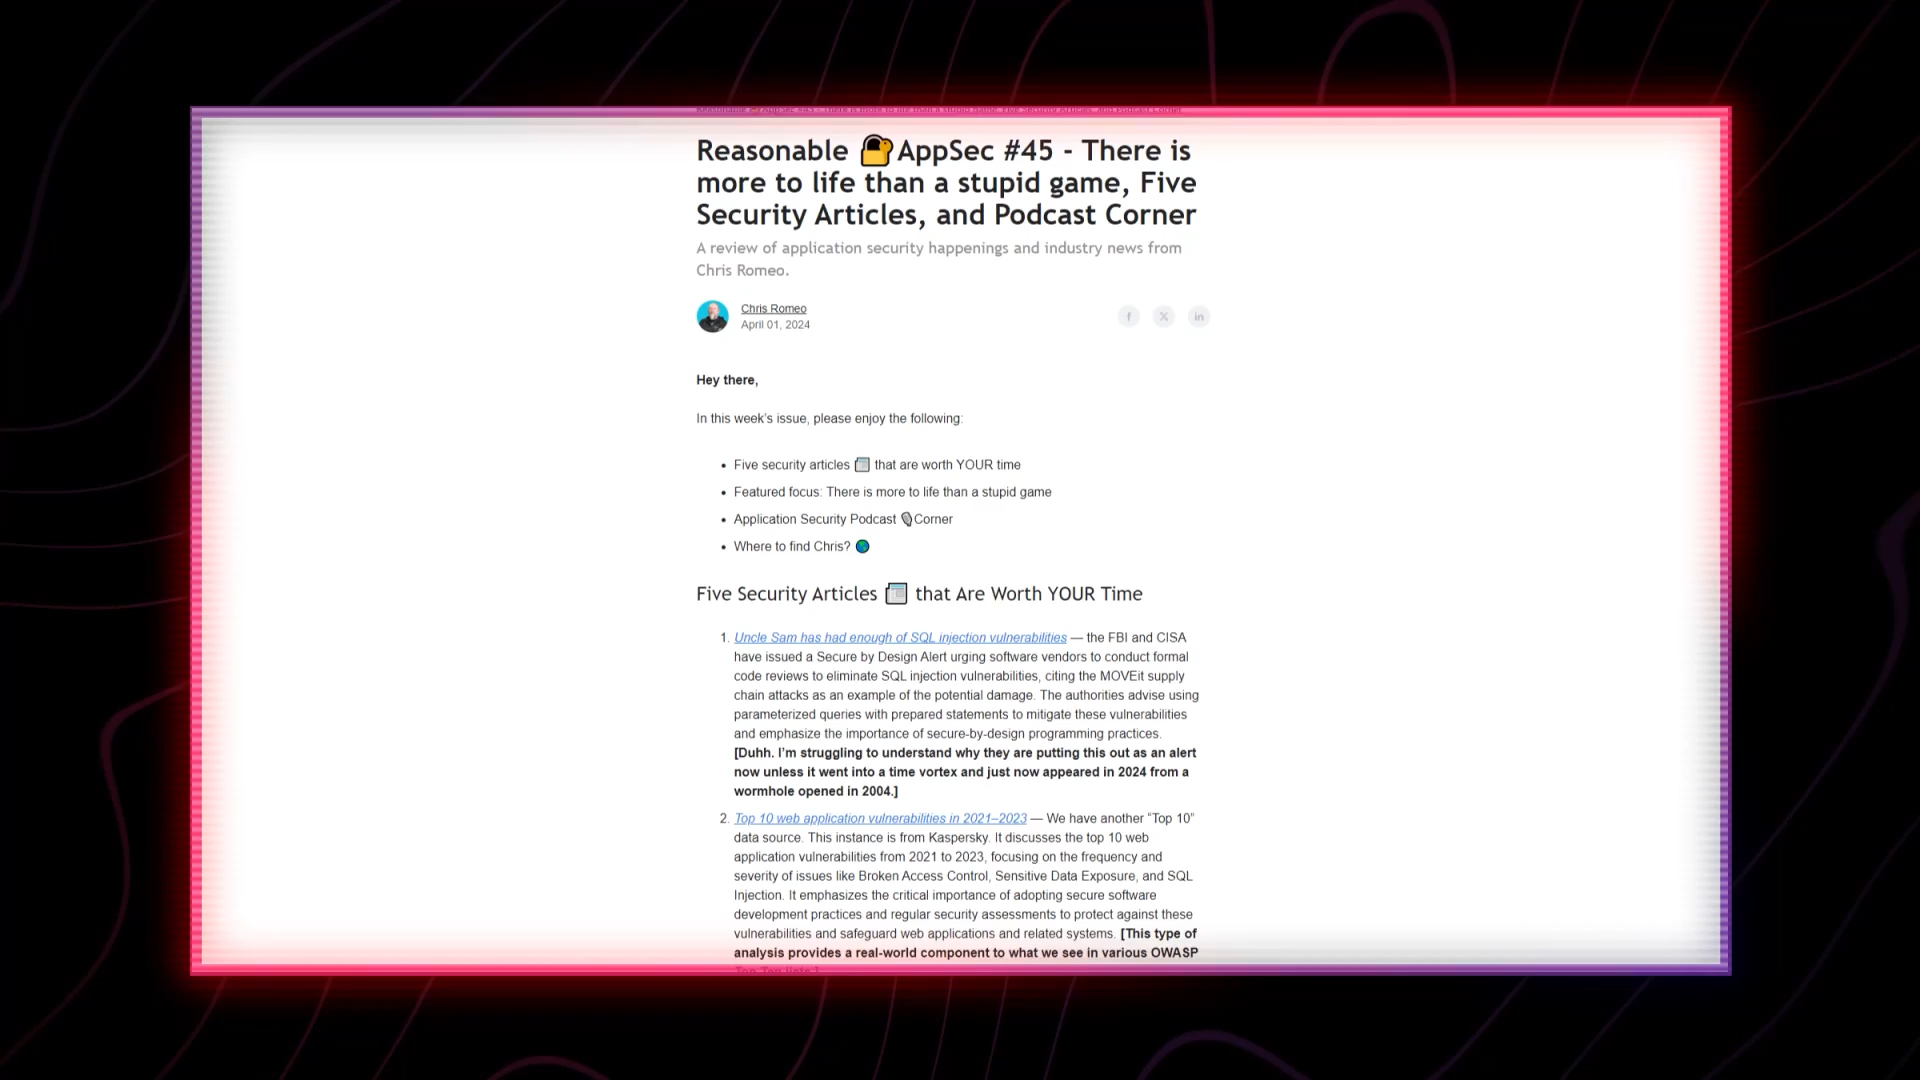 Reasonable 🔐AppSec #45 - There is
more to life than a stupid game, Five
Security Articles, and Podcast Corner
A review of application security happenings and industry news from
Chris Romeo.
Chris Romeo
April 01, 2024
Hey there,
In this week's issue, please enjoy the following:
• Five security articles 📰 that are worth YOUR time
• Featured focus: There is more to life than a stupid game
• Application Security Podcast 🎙Corner
• Where to find Chris? 🌎
Five Security Articles 📰 that Are Worth YOUR Time
1. Uncle Sam has had enough of SQL injection vulnerabilities — the FBI and CISA
have issued a Secure by Design Alert urging software vendors to conduct formal
code reviews to eliminate SQL injection vulnerabilities, citing the MOVEit supply
chain attacks as an example of the potential damage. The authorities advise using
parameterized queries with prepared statements to mitigate these vulnerabilities
and emphasize the importance of secure-by-design programming practices.
[Duhh. I'm struggling to understand why they are putting this out as an alert
now unless it went into a time vortex and just now appeared in 2024 from a
wormhole opened in 2004.]
2. Top 10 web application vulnerabilities in 2021–2023 — We have another "Top 10"
data source. This instance is from Kaspersky. It discusses the top 10 web
application vulnerabilities from 2021 to 2023, focusing on the frequency and
severity of issues like Broken Access Control, Sensitive Data Exposure, and SQL
Injection. It emphasizes the critical importance of adopting secure software
development practices and regular security assessments to protect against these
vulnerabilities and safeguard web applications and related systems. [This type of
analysis provides a real-world component to what we see in various OWASP